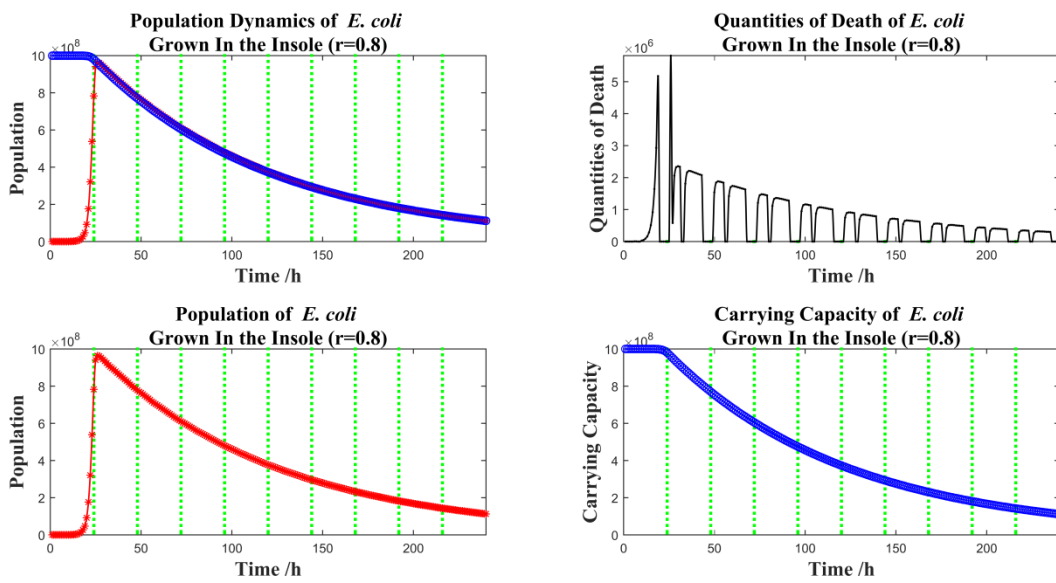 Population Dynamics of E. coli
Grown In the Insole (r=0.8)
×10^8
10
8
6
4
2
0
Population
0 50 100 150 200
Time /h
Quantities of Death of E. coli
Grown In the Insole (r=0.8)
×10^6
5
4
3
2
1
0
Quantities of Death
50 100 150 200
Time /h
Population of E. coli
Grown In the Insole (r=0.8)
×10^8
10
8
6
4
2
0
Population
0 50 100 150 200
Time /h
Carrying Capacity of E. coli
Grown In the Insole (r=0.8)
×10^8
10
8
6
4
2
0
Carrying Capacity
0 50 100 150 200
Time /h